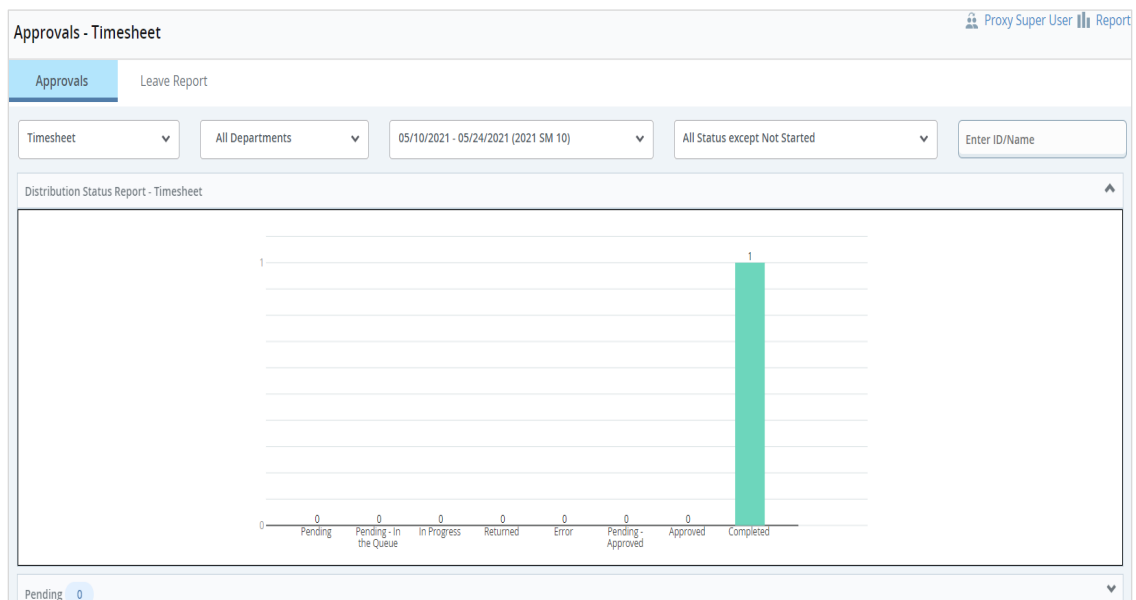 Approvals - Timesheet
Proxy Super User Report
Approvals Leave Report
Timesheet All Departments 05/10/2021 - 05/24/2021 (2021 SM 10) All Status except Not Started Enter ID/Name
Distribution Status Report - Timesheet
1
1
0
0 0 0 0 0 0 0
Pending Pending - In the Queue In Progress Returned Error Pending - Approved Approved Completed
Pending 0